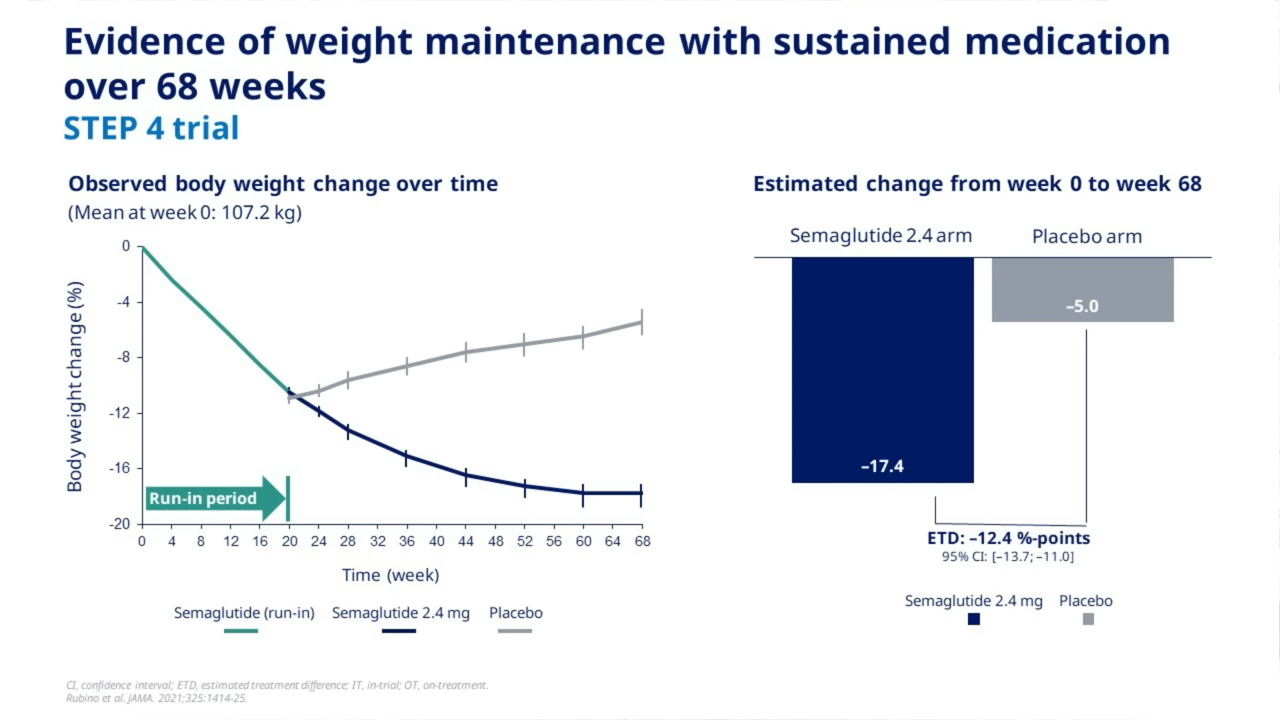 Evidence of weight maintenance with sustained medication
over 68 weeks
STEP 4 trial
Observed body weight change over time
(Mean at week 0: 107.2 kg)
Body weight change (%)
0
-4
-8
-12
-16
-20
Run-in period
0 4 8 12 16 20 24 28 32 36 40 44 48 52 56 60 64 68
Time (week)
Semaglutide (run-in) Semaglutide 2.4 mg Placebo
Estimated change from week 0 to week 68
Semaglutide 2.4 arm Placebo arm
–5.0
–17.4
ETD: –12.4 %-points
95% CI: [–13.7; –11.0]
Semaglutide 2.4 mg Placebo
CI, confidence interval; ETD, estimated treatment difference; IT, in-trial; OT, on-treatment.
Rubino et al. JAMA. 2021;325:1414-25.